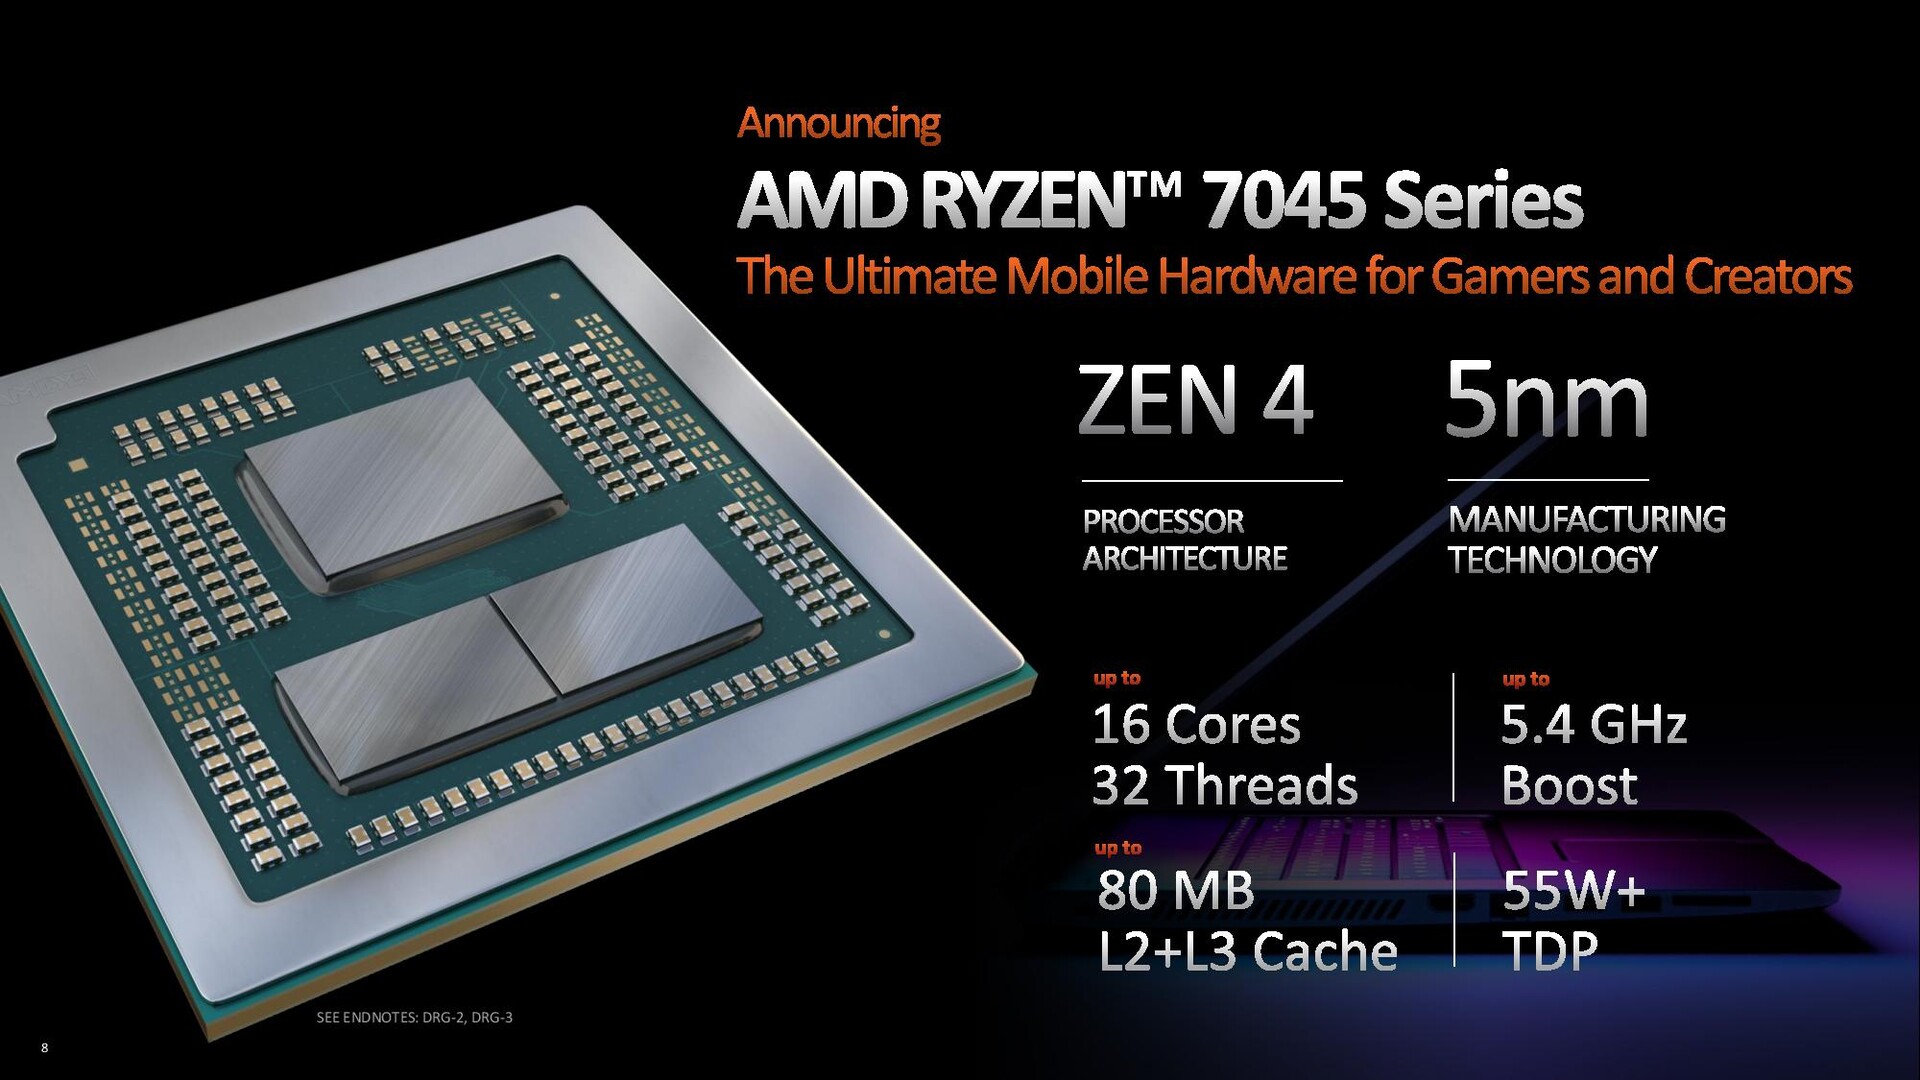 Announcing
AMD RYZEN™ 7045 Series
The Ultimate Mobile Hardware for Gamers and Creators
ZEN 4
PROCESSOR
ARCHITECTURE
5nm
MANUFACTURING
TECHNOLOGY
up to
16 Cores
32 Threads
up to
5.4 GHz
Boost
up to
80 MB
L2+L3 Cache
55W+
TDP
SEE ENDNOTES: DRG-2, DRG-3
8